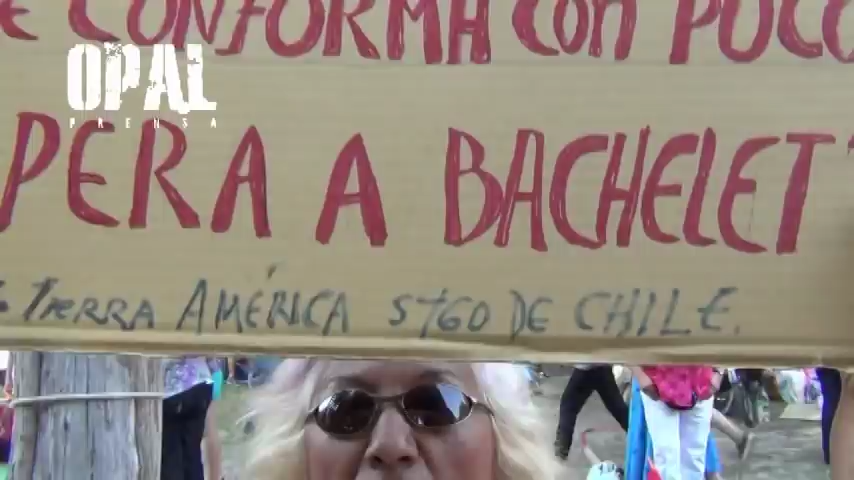 E CONFORMA CON POCO
OPAL
PRENSA
PERA A BACHELET
TIERRA AMÉRICA STGO DE CHILE.